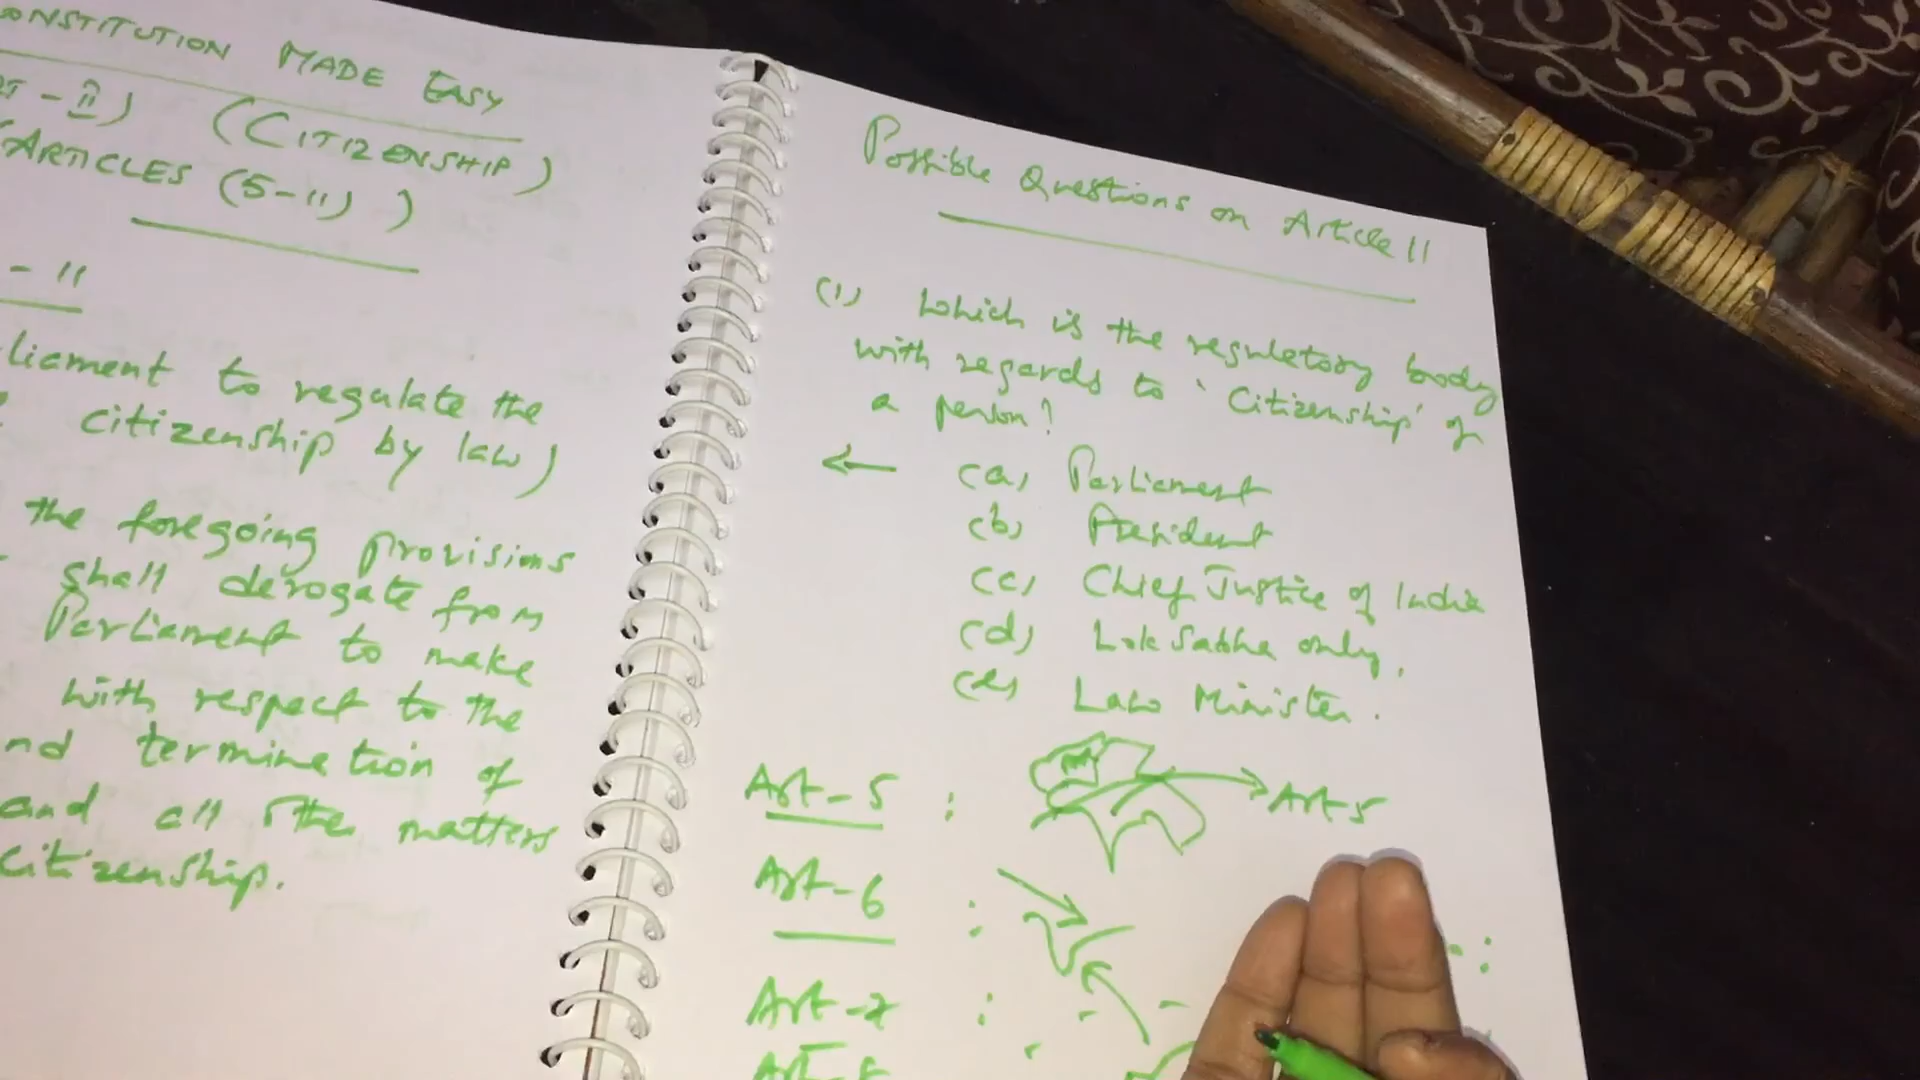 ONSTITUTION MADE EASY
- II) (CITIZENSHIP)
(ARTICLES (5-11) )
- 11
liament to regulate the
citizenship by law)
the foregoing provisions
shall derogate from
Parliament to make
with respect to the
nd termination of
and all other matters
citizenship.
Possible Questions on Article 11
(1) Which is the regulatory body
with regards to 'Citizenship' of
a person?
(a) Parliament
(b) President
(c) Chief Justice of India
(d) Lok Sabha only.
(e) Law Minister.
Art-5 : Art5
Art-6 :
Art-7 :
Art-8